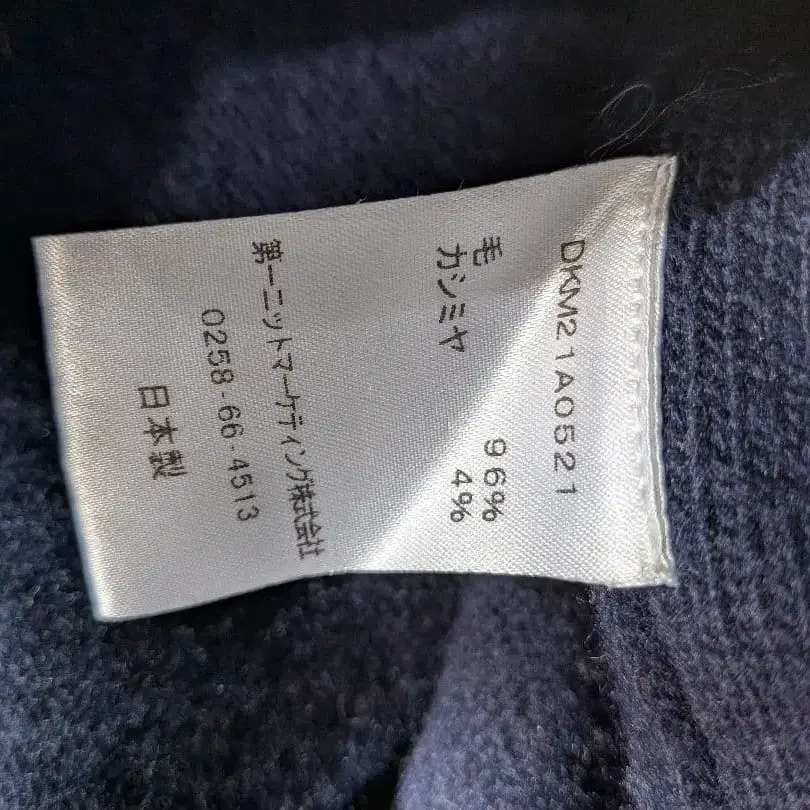 DKM21A0521
毛 96%
カシミヤ 4%
第一ニットマーケティング株式会社
0258-66-4513
日本製